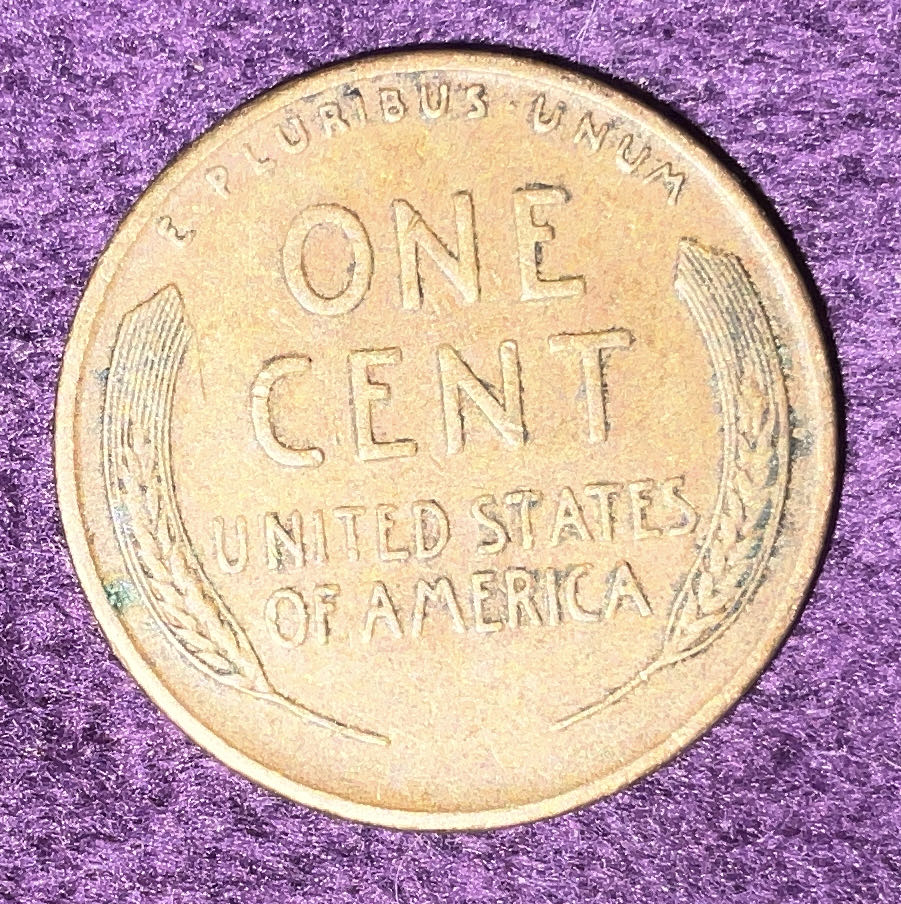 E·PLURIBUS·UNUM
ONE
CENT
UNITED STATES
OF AMERICA